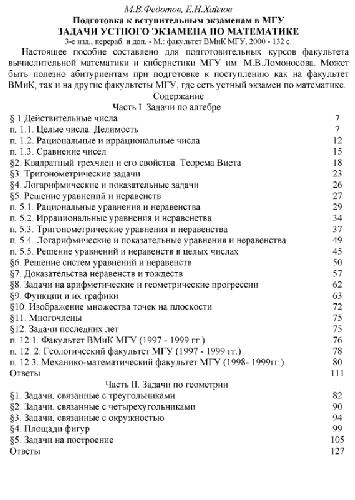 М.В.Федотов, Е.Н.Хайлов
Подготовка к вступительным экзаменам в МГУ
ЗАДАЧИ УСТНОГО ЭКЗАМЕНА ПО МАТЕМАТИКЕ
3-е изд., перераб. и доп. - М.: факультет ВМиК МГУ, 2000 - 132 с.
Настоящее пособие составлено для подготовительных курсов факультета
вычислительной математики и кибернетики МГУ им. М.В.Ломоносова. Может
быть полезно абитуриентам при подготовке к поступлению как на факультет
ВМиК, так и на другие факультеты МГУ, где есть устный экзамен по математике.
Содержание
Часть I. Задачи по алгебре
§ 1 Действительные числа 7
п. 1.1. Целые числа. Делимость 7
п. 1.2. Рациональные и иррациональные числа 12
п. 1.3. Сравнение чисел 15
§2. Квадратный трехчлен и его свойства. Теорема Виета 18
§3. Тригонометрические задачи 23
§4. Логарифмические и показательные задачи 26
§5. Решение уравнений и неравенств 27
п. 5.1. Рациональные уравнения и неравенства 29
п. 5.2. Иррациональные уравнения и неравенства 34
п. 5.3. Тригонометрические уравнения и неравенства 37
п. 5.4. Логарифмические и показательные уравнения и неравенства 49
п. 5.5. Решение уравнений и неравенств в целых числах 45
§6. Решение систем уравнений и неравенств 50
§7. Доказательства неравенств и тождеств 57
§8. Задачи на арифметические и геометрические прогрессии 62
§9. Функции и их графики 63
§10. Изображение множества точек на плоскости 72
§11. Многочлены 75
§12. Задачи последних лет 75
п. 12.1. Факультет ВМиК МГУ (1997 - 1999 гг.) 76
п. 12.2. Геологический факультет МГУ (1997 - 1999 гг.) 78
п. 12.3. Механико-математический факультет МГУ (1998- 1999гг.) 80
Ответы 111
Часть II. Задачи по геометрии
§1. Задачи, связанные с треугольниками 82
§2. Задачи, связанные с четырехугольниками 90
§3. Задачи, связанные с окружностью 94
§4. Площади фигур 99
§5. Задачи на построение 105
Ответы 127